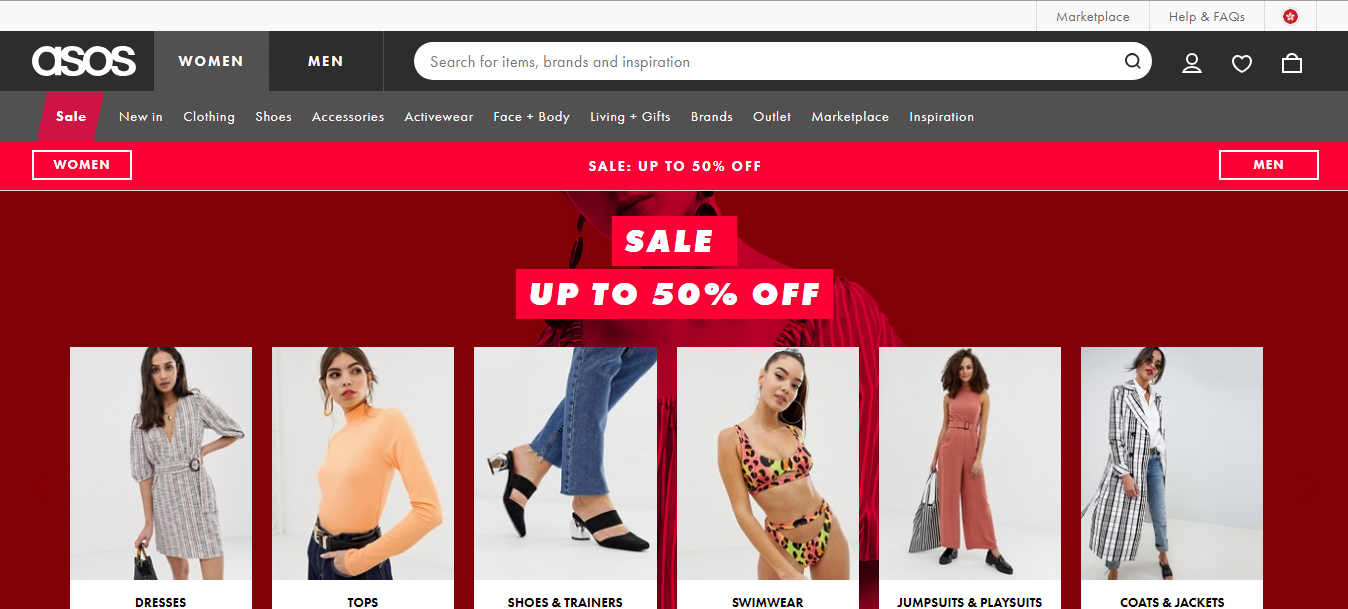 Marketplace
Help & FAQs
asos
WOMEN
MEN
Search for items, brands and inspiration
Sale
New in
Clothing
Shoes
Accessories
Activewear
Face + Body
Living + Gifts
Brands
Outlet
Marketplace
Inspiration
WOMEN
SALE: UP TO 50% OFF
MEN
SALE
UP TO 50% OFF
DRESSES
TOPS
SHOES & TRAINERS
SWIMWEAR
JUMPSUITS & PLAYSUITS
COATS & JACKETS